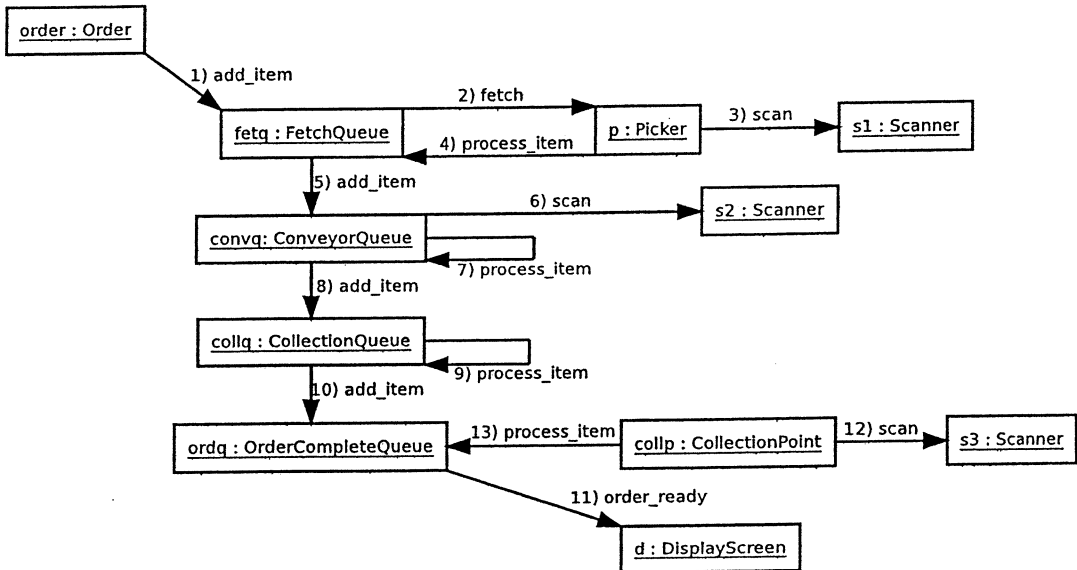 order : Order
1) add_item
2) fetch
fetq : FetchQueue
p : Picker
3) scan
s1 : Scanner
4) process_item
5) add_item
6) scan
s2 : Scanner
convq: ConveyorQueue
7) process_item
8) add_item
collq : CollectionQueue
9) process_item
10) add_item
ordq : OrderCompleteQueue
13) process_item
collp : CollectionPoint
12) scan
s3 : Scanner
11) order_ready
d : DisplayScreen